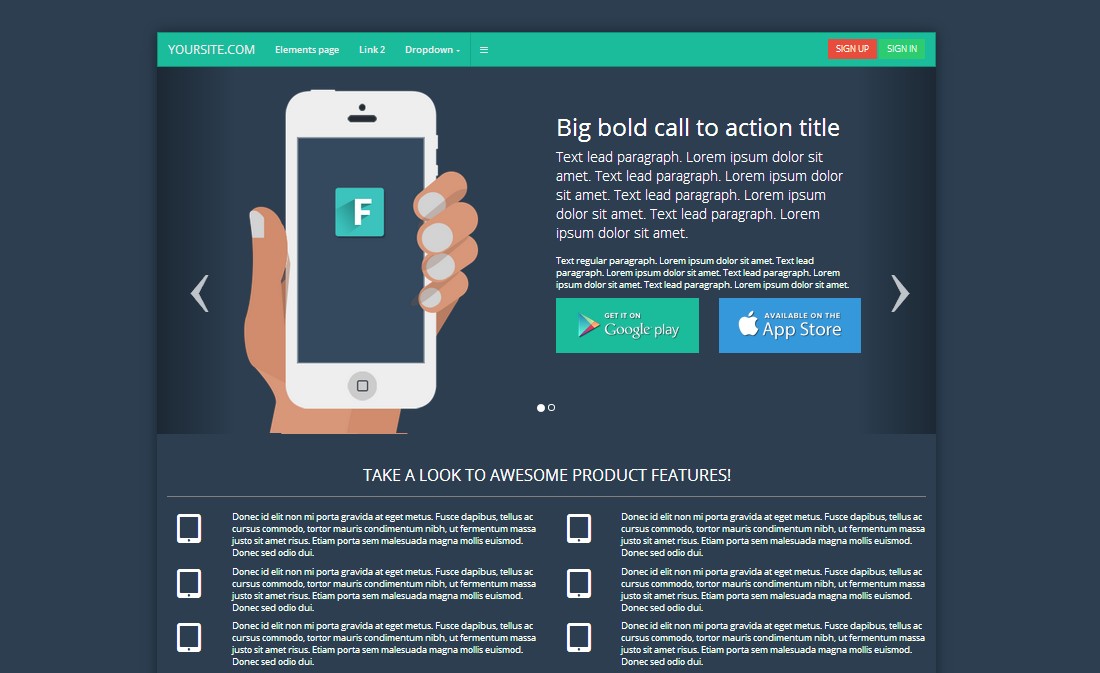 YOURSITE.COM Elements page Link 2 Dropdown SIGN UP SIGN IN
F
Big bold call to action title
Text lead paragraph. Lorem ipsum dolor sit
amet. Text lead paragraph. Lorem ipsum dolor
sit amet. Text lead paragraph. Lorem ipsum
dolor sit amet. Text lead paragraph. Lorem
ipsum dolor sit amet.
Text regular paragraph. Lorem ipsum dolor sit amet. Text lead
paragraph. Lorem ipsum dolor sit amet. Text lead paragraph. Lorem
ipsum dolor sit amet. Text lead paragraph. Lorem ipsum dolor sit amet.
GET IT ON
Google play
AVAILABLE ON THE
App Store
TAKE A LOOK TO AWESOME PRODUCT FEATURES!
Donec id elit non mi porta gravida at eget metus. Fusce dapibus, tellus ac
cursus commodo, tortor mauris condimentum nibh, ut fermentum massa
justo sit amet risus. Etiam porta sem malesuada magna mollis euismod.
Donec sed odio dui.
Donec id elit non mi porta gravida at eget metus. Fusce dapibus, tellus ac
cursus commodo, tortor mauris condimentum nibh, ut fermentum massa
justo sit amet risus. Etiam porta sem malesuada magna mollis euismod.
Donec sed odio dui.
Donec id elit non mi porta gravida at eget metus. Fusce dapibus, tellus ac
cursus commodo, tortor mauris condimentum nibh, ut fermentum massa
justo sit amet risus. Etiam porta sem malesuada magna mollis euismod.
Donec sed odio dui.
Donec id elit non mi porta gravida at eget metus. Fusce dapibus, tellus ac
cursus commodo, tortor mauris condimentum nibh, ut fermentum massa
justo sit amet risus. Etiam porta sem malesuada magna mollis euismod.
Donec sed odio dui.
Donec id elit non mi porta gravida at eget metus. Fusce dapibus, tellus ac
cursus commodo, tortor mauris condimentum nibh, ut fermentum massa
justo sit amet risus. Etiam porta sem malesuada magna mollis euismod.
Donec sed odio dui.
Donec id elit non mi porta gravida at eget metus. Fusce dapibus, tellus ac
cursus commodo, tortor mauris condimentum nibh, ut fermentum massa
justo sit amet risus. Etiam porta sem malesuada magna mollis euismod.
Donec sed odio dui.